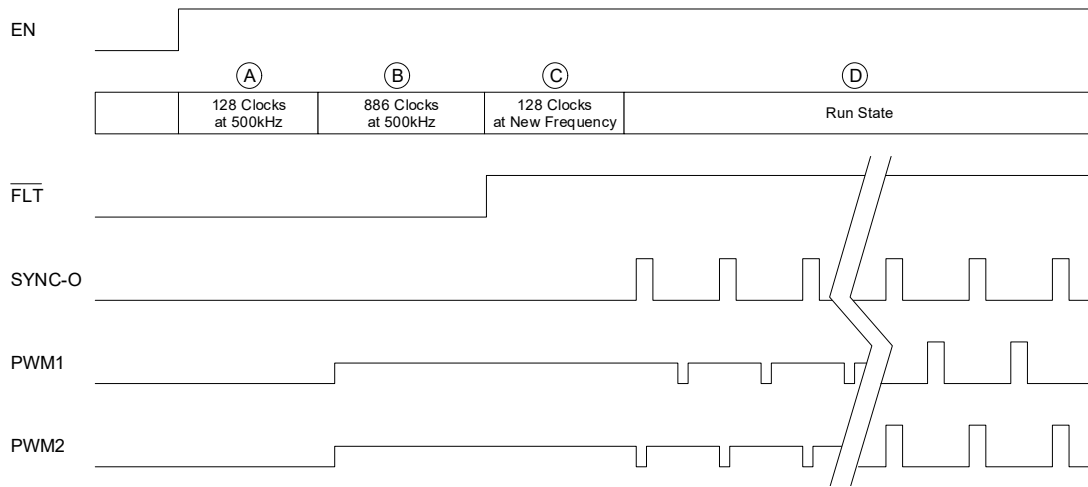 EN
A
B
C
D
128 Clocks
at 500kHz
886 Clocks
at 500kHz
128 Clocks
at New Frequency
Run State
FLT
SYNC-O
PWM1
PWM2